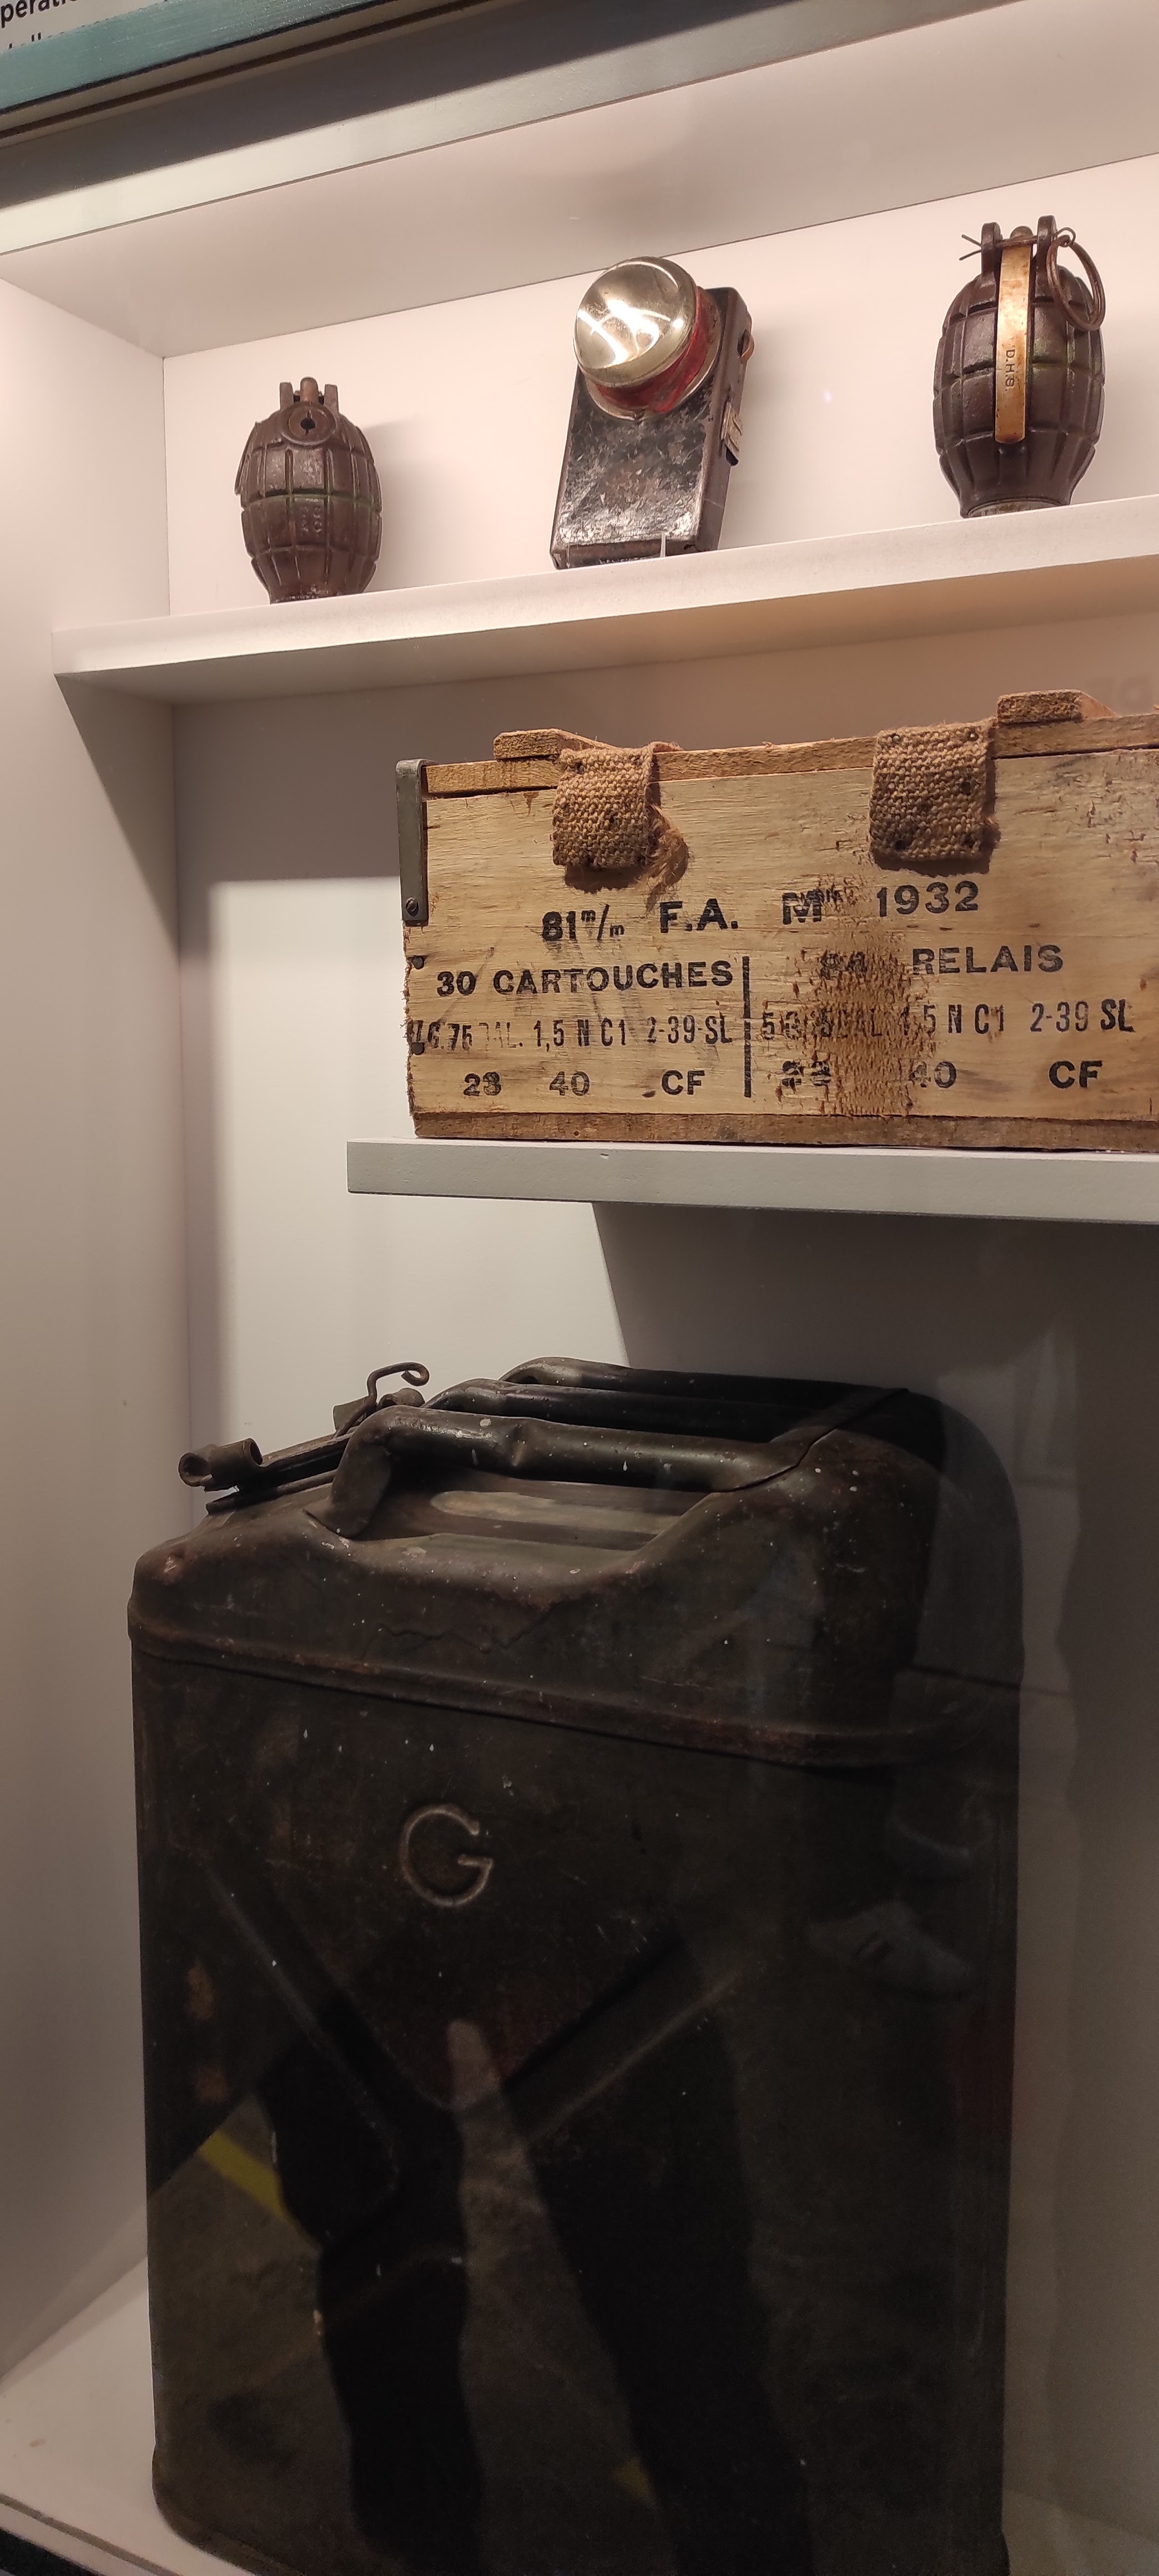 D.H.S.
81 m/m F.A. Mle 1932
30 CARTOUCHES
RELAIS
1,5 N C1 2-39 SL
1,5 N C1 2-39 SL
23 40 CF
40 CF
G